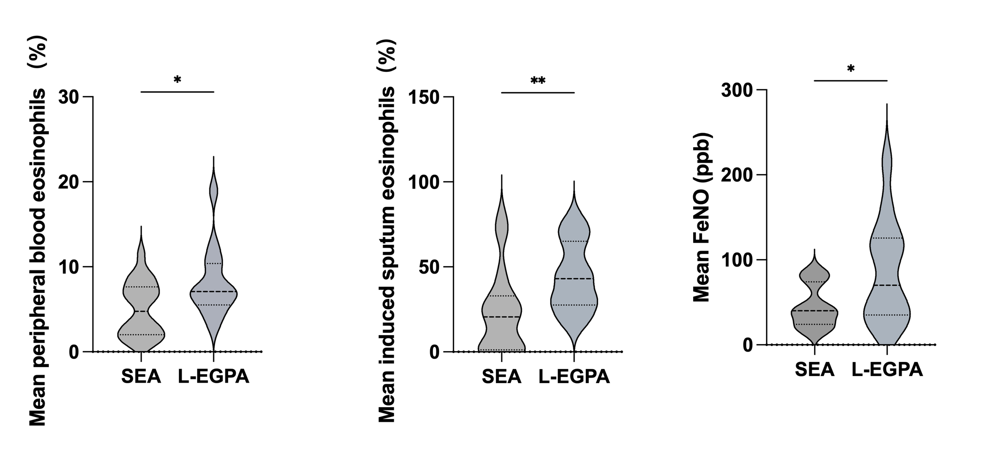 Mean peripheral blood eosinophils (%)
*
30
20
10
0
SEA L-EGPA
Mean induced sputum eosinophils (%)
**
150
100
50
0
SEA L-EGPA
Mean FeNO (ppb)
*
300
200
100
0
SEA L-EGPA